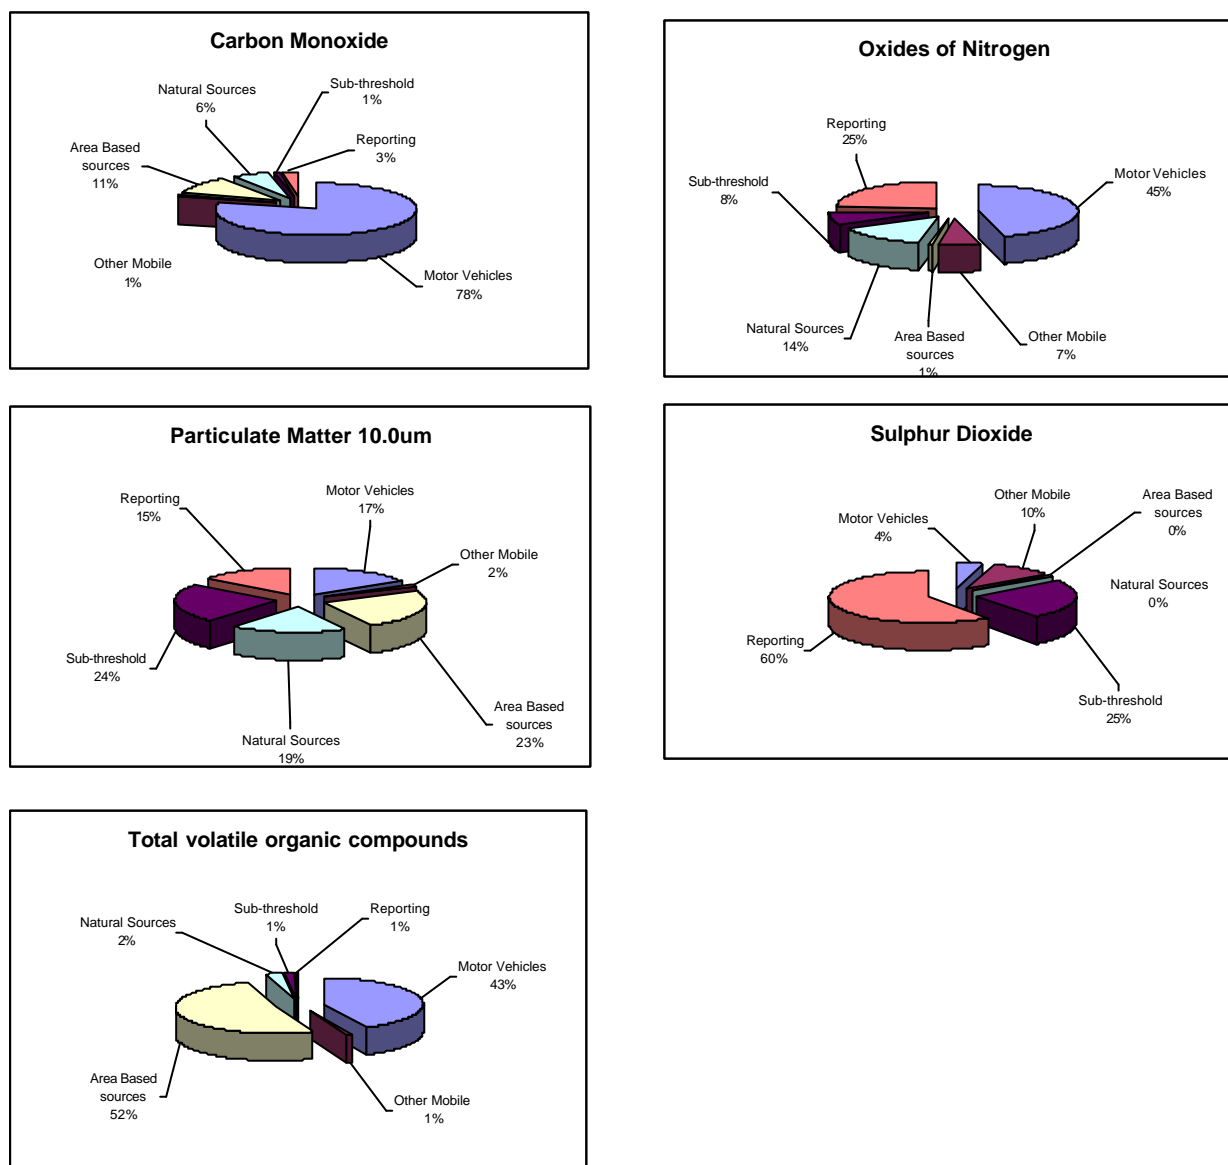 Carbon Monoxide
Natural Sources
6%
Sub-threshold
1%
Reporting
3%
Area Based
sources
11%
Other Mobile
1%
Motor Vehicles
78%
Oxides of Nitrogen
Reporting
25%
Motor Vehicles
45%
Sub-threshold
8%
Natural Sources
14%
Area Based
sources
1%
Other Mobile
7%
Particulate Matter 10.0um
Reporting
15%
Motor Vehicles
17%
Other Mobile
2%
Sub-threshold
24%
Natural Sources
19%
Area Based
sources
23%
Sulphur Dioxide
Motor Vehicles
4%
Other Mobile
10%
Area Based
sources
0%
Natural Sources
0%
Reporting
60%
Sub-threshold
25%
Total volatile organic compounds
Natural Sources
2%
Sub-threshold
1%
Reporting
1%
Motor Vehicles
43%
Area Based
sources
52%
Other Mobile
1%